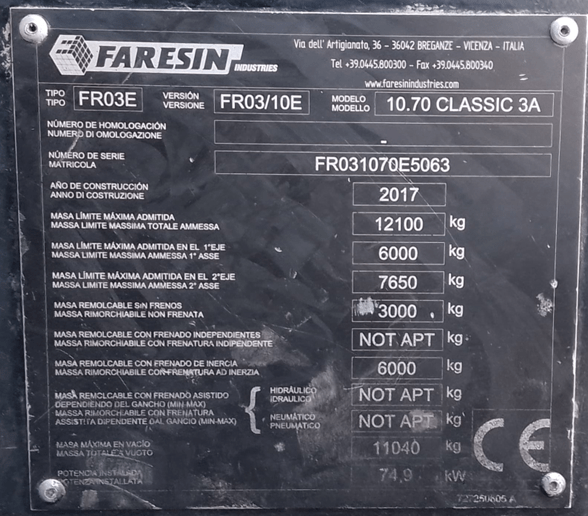 FARESIN INDUSTRIES
Via dell' Artigianato, 36 - 36042 BREGANZE - VICENZA - ITALIA
Tel +39.0445.800300 - Fax +39.0445.800340
www.faresinindustries.com
TIPO FR03E VERSIÓN FR03/10E MODELO 10.70 CLASSIC 3A
TIPO VERSIONE MODELLO
NÚMERO DE HOMOLOGACIÓN
NUMERO DI OMOLOGAZIONE
NÚMERO DE SERIE FR031070E5063
MATRICOLA
AÑO DE CONSTRUCCIÓN 2017
ANNO DI COSTRUZIONE
MASA LÍMITE MÁXIMA ADMITIDA 12100 kg
MASSA LIMITE MASSIMA TOTALE AMMESSA
MASA LÍMITE MÁXIMA ADMITIDA EN EL 1°EJE 6000 kg
MASSA LIMITE MASSIMA AMMESSA 1° ASSE
MASA LÍMITE MÁXIMA ADMITIDA EN EL 2°EJE 7650 kg
MASSA LIMITE MASSIMA AMMESSA 2° ASSE
MASA REMOLCABLE SIN FRENOS 3000 kg
MASSA RIMORCHIABILE NON FRENATA
MASA REMOLCABLE CON FRENADO INDEPENDIENTES NOT APT kg
MASSA RIMORCHIABILE CON FRENATURA INDIPENDENTE
MASA REMOLCABLE CON FRENADO DE INERCIA 6000 kg
MASSA RIMORCHIABILE CON FRENATURA AD INERZIA
MASA REMOLCABLE CON FRENADO ASISTIDO HIDRÁULICO NOT APT kg
DEPENDIENDO DEL GANCHO (MIN-MAX) IDRAULICO
MASSA RIMORCHIABILE CON FRENATURA NEUMÁTICO NOT APT kg
ASSISTITA DIPENDENTE DAL GANCIO (MIN-MAX) PNEUMATICO
MASA MÁXIMA EN VACÍO 11040 kg
MASSA TOTALE A VUOTO
POTENCIA INSTALADA 74,9 kW
POTENZA INSTALLATA
CE